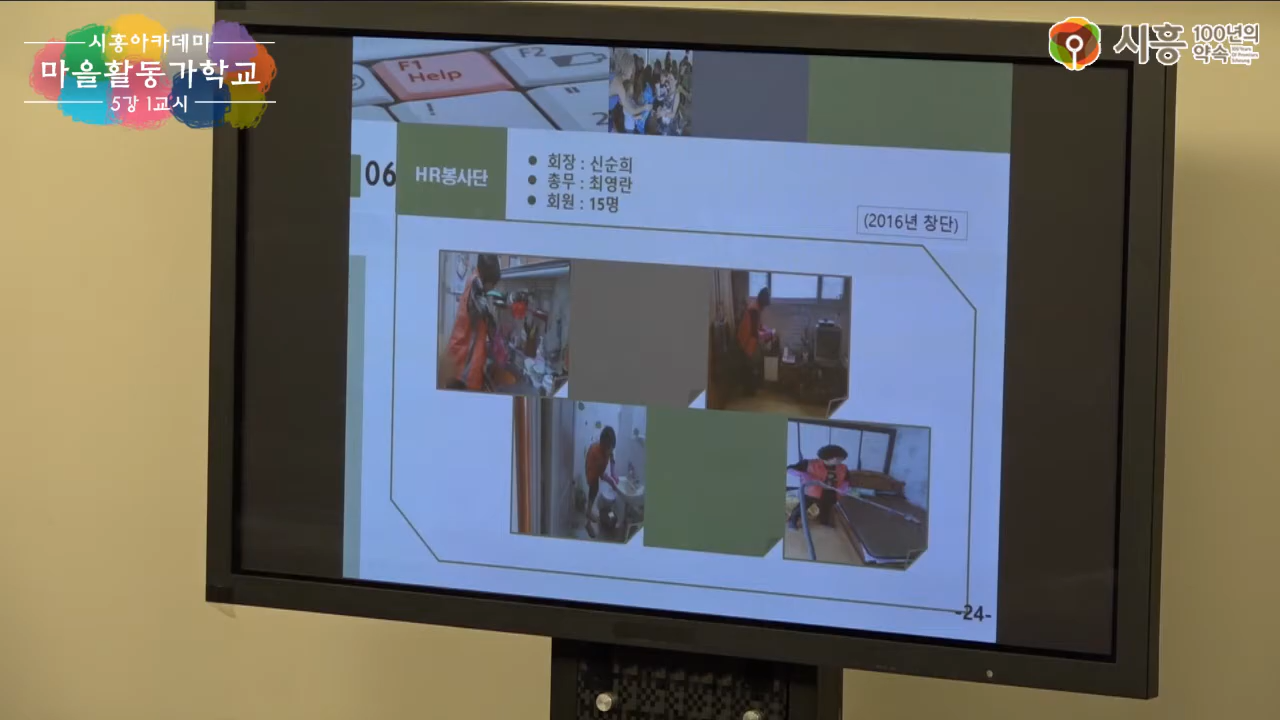 시흥아카데미
마을활동가학교
5강 1교시
시흥
100년의
약속
F1
Help
F2
06
HR봉사단
회장 : 신순희
총무 : 최영란
회원 : 15명
(2016년 창단)
-24-